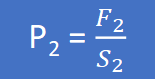 P₂ = F₂/S₂